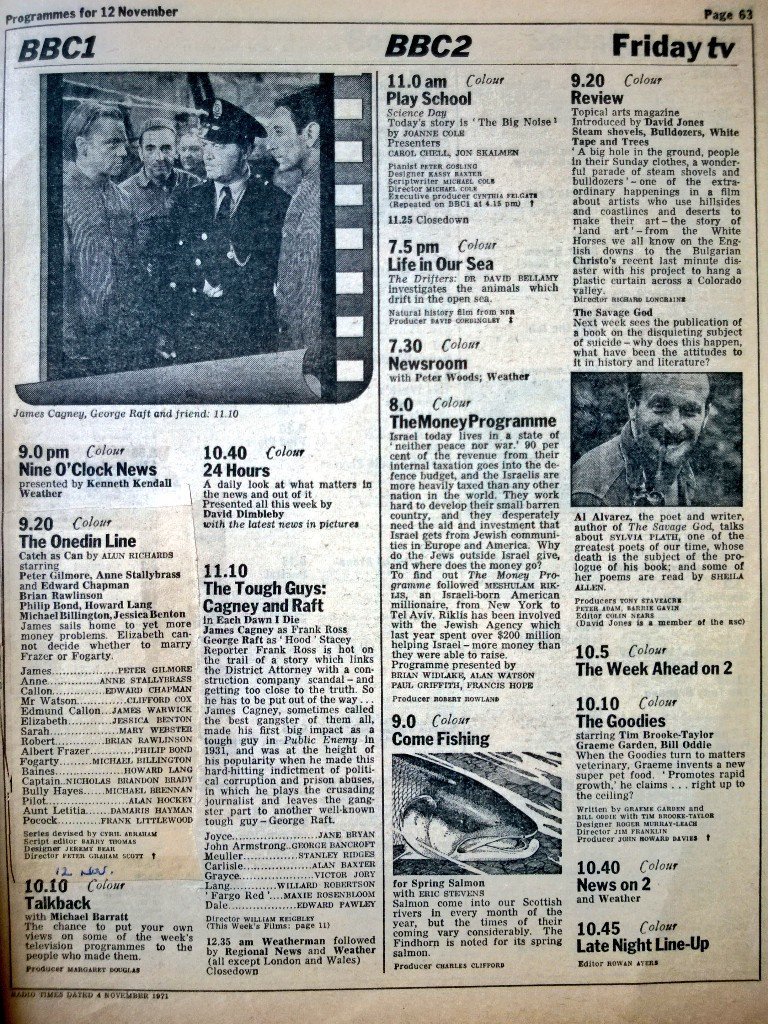 Programmes for 12 November
Page 63
BBC1
BBC2
Friday tv
James Cagney, George Raft and friend: 11.10
9.0 pm Colour
Nine O'Clock News
presented by Kenneth Kendall
Weather
9.20 Colour
The Onedin Line
Catch as Can by ALUN RICHARDS
starring
Peter Gilmore, Anne Stallybrass
and Edward Chapman
Brian Rawlinson
Philip Bond, Howard Lang
Michael Billington, Jessica Benton
James sails home to yet more
money problems. Elizabeth can-
not decide whether to marry
Frazer or Fogarty.
James..........PETER GILMORE
Anne..........ANNE STALLYBRASS
Callon..........EDWARD CHAPMAN
Mr Watson..........CLIFFORD COX
Edmund Callon..JAMES WARWICK
Elizabeth..........JESSICA BENTON
Sarah..........MARY WEBSTER
Robert..........BRIAN RAWLINSON
Albert Frazer..........PHILIP BOND
Fogarty..........MICHAEL BILLINGTON
Baines..........HOWARD LANG
Captain..NICHOLAS BRANDON BRADY
Bully Hayes......MICHAEL BRENNAN
Pilot..........ALAN HOCKEY
Aunt Letitia......DAMARIS HAYMAN
Pocock..........FRANK LITTLEWOOD
Series devised by CYRIL ABRAHAM
Script editor BARRY THOMAS
Designer JEREMY BEAR
Director PETER GRAHAM SCOTT †
12 Nov.
10.10 Colour
Talkback
with Michael Barratt
The chance to put your own
views on some of the week's
television programmes to the
people who made them.
Producer MARGARET DOUGLAS
10.40 Colour
24 Hours
A daily look at what matters in
the news and out of it
Presented all this week by
David Dimbleby
with the latest news in pictures
11.10
The Tough Guys:
Cagney and Raft
in Each Dawn I Die
James Cagney as Frank Ross
George Raft as 'Hood' Stacey
Reporter Frank Ross is hot on
the trail of a story which links
the District Attorney with a con-
struction company scandal – and
getting too close to the truth. So
he has to be put out of the way . . .
James Cagney, sometimes called
the best gangster of them all,
made his first big impact as a
tough guy in Public Enemy in
1931, and was at the height of
his popularity when he made this
hard-hitting indictment of politi-
cal corruption and prison abuses,
in which he plays the crusading
journalist and leaves the gang-
ster part to another well-known
tough guy – George Raft.
Joyce..........JANE BRYAN
John Armstrong..GEORGE BANCROFT
Meuller..........STANLEY RIDGES
Carlisle..........ALAN BAXTER
Grayce..........VICTOR JORY
Lang..........WILLARD ROBERTSON
'Fargo Red'....MAXIE ROSENBLOOM
Dale..........EDWARD PAWLEY
Director WILLIAM KEIGHLEY
(This Week's Films: page 11)
12.35 am Weatherman followed
by Regional News and Weather
(all except London and Wales)
Closedown
11.0 am Colour
Play School
Science Day
Today's story is 'The Big Noise'
by JOANNE COLE
Presenters
CAROL CHELL, JON SKALMEN
Pianist PETER GOSLING
Designer KASSY BAXTER
Scriptwriter MICHAEL COLE
Director MICHAEL COLE
Executive producer CYNTHIA FELGATE
(Repeated on BBC1 at 4.15 pm) †
11.25 Closedown
7.5 pm Colour
Life in Our Sea
The Drifters: DR DAVID BELLAMY
investigates the animals which
drift in the open sea.
Natural history film from NDR
Producer DAVID CORDINGLEY ‡
7.30 Colour
Newsroom
with Peter Woods; Weather
8.0 Colour
The Money Programme
Israel today lives in a state of
'neither peace nor war.' 90 per
cent of the revenue from their
internal taxation goes into the de-
fence budget, and the Israelis are
more heavily taxed than any other
nation in the world. They work
hard to develop their small barren
country, and they desperately
need the aid and investment that
Israel gets from Jewish communi-
ties in Europe and America. Why
do the Jews outside Israel give,
and where does the money go?
To find out The Money Pro-
gramme followed MESHULAM RIK-
LIS, an Israeli-born American
millionaire, from New York to
Tel Aviv. Riklis has been involved
with the Jewish Agency which
last year spent over $200 million
helping Israel – more money than
they were able to raise.
Programme presented by
BRIAN WIDLAKE, ALAN WATSON
PAUL GRIFFITH, FRANCIS HOPE
Producer ROBERT ROWLAND
9.0 Colour
Come Fishing
for Spring Salmon
with ERIC STEVENS
Salmon come into our Scottish
rivers in every month of the
year, but the times of their
coming vary considerably. The
Findhorn is noted for its spring
salmon.
Producer CHARLES CLIFFORD
9.20 Colour
Review
Topical arts magazine
Introduced by David Jones
Steam shovels, Bulldozers, White
Tape and Trees
'A big hole in the ground, people
in their Sunday clothes, a wonder-
ful parade of steam shovels and
bulldozers' – one of the extra-
ordinary happenings in a film
about artists who use hillsides
and coastlines and deserts to
make their art – the story of
'land art' – from the White
Horses we all know on the Eng-
lish downs to the Bulgarian
Christo's recent last minute dis-
aster with his project to hang a
plastic curtain across a Colorado
valley.
Director RICHARD LONCRAINE
The Savage God
Next week sees the publication of
a book on the disquieting subject
of suicide – why does this happen,
what have been the attitudes to
it in history and literature?
Al Alvarez, the poet and writer,
author of The Savage God, talks
about SYLVIA PLATH, one of the
greatest poets of our time, whose
death is the subject of the pro-
logue of his book; and some of
her poems are read by SHEILA
ALLEN.
Producers TONY STAVEACRE
PETER ADAM, BARRIE GAVIN
Editor COLIN NEARS
(David Jones is a member of the RSC)
10.5 Colour
The Week Ahead on 2
10.10 Colour
The Goodies
starring Tim Brooke-Taylor
Graeme Garden, Bill Oddie
When the Goodies turn to matters
veterinary, Graeme invents a new
super pet food. 'Promotes rapid
growth,' he claims . . . right up to
the ceiling?
Written by GRAEME GARDEN and
BILL ODDIE with TIM BROOKE-TAYLOR
Designer ROGER MURRAY-LEACH
Director JIM FRANKLIN
Producer JOHN HOWARD DAVIES ‡
10.40 Colour
News on 2
and Weather
10.45 Colour
Late Night Line-Up
Editor ROWAN AYERS
RADIO TIMES DATED 4 NOVEMBER 1971